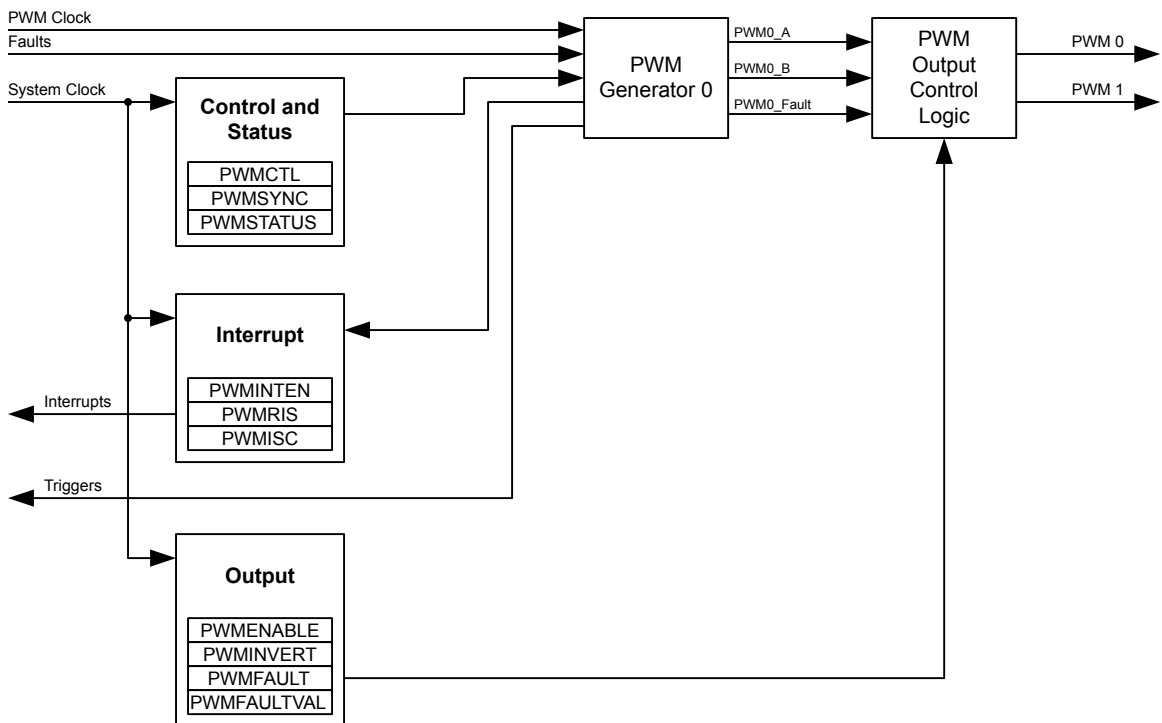 PWM Clock
Faults
System Clock
Control and
Status
PWMCTL
PWMSYNC
PWMSTATUS
PWM
Generator 0
PWM0_A
PWM0_B
PWM0_Fault
PWM
Output
Control
Logic
PWM 0
PWM 1
Interrupt
PWMINTEN
PWMRIS
PWMISC
Interrupts
Triggers
Output
PWMENABLE
PWMINVERT
PWMFAULT
PWMFAULTVAL